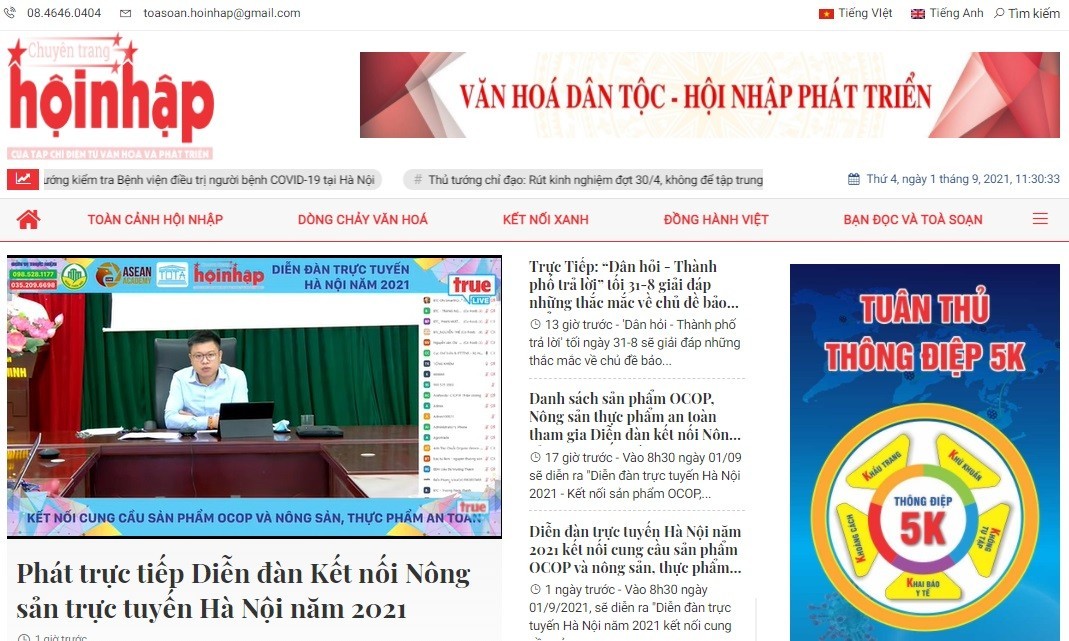 08.4646.0404
toasoan.hoinhap@gmail.com
Tiếng VIệt
Tiếng Anh
Tìm kiếm
Chuyên trang
hộinhập
CỦA TẠP CHÍ ĐIỆN TỬ VĂN HOÁ VÀ PHÁT TRIỂN
VĂN HOÁ DÂN TỘC - HỘI NHẬP PHÁT TRIỂN
ướng kiểm tra Bệnh viện điều trị người bệnh COVID-19 tại Hà Nội
# Thủ tướng chỉ đạo: Rút kinh nghiệm đợt 30/4, không để tập trung
Thứ 4, ngày 1 tháng 9, 2021, 11:30:33
TOÀN CẢNH HỘI NHẬP
DÒNG CHẢY VĂN HOÁ
KẾT NỐI XANH
ĐỒNG HÀNH VIỆT
BẠN ĐỌC VÀ TOÀ SOẠN
098.528.1177
035.209.6698
ASEAN
ACADEMY
hộinhập
DIỄN ĐÀN TRỰC TUYẾN
HÀ NỘI NĂM 2021
true
LIVE
MINH
true
KẾT NỐI CUNG CẦU SẢN PHẨM OCOP VÀ NÔNG SẢN, THỰC PHẨM AN TOÀN
Phát trực tiếp Diễn đàn Kết nối Nông
sản trực tuyến Hà Nội năm 2021
1 giờ trước
Trực Tiếp: “Dân hỏi - Thành
phố trả lời” tối 31-8 giải đáp
những thắc mắc về chủ đề bảo...
13 giờ trước - 'Dân hỏi - Thành phố
trả lời' tối ngày 31-8 sẽ giải đáp những
thắc mắc về chủ đề bảo...
Danh sách sản phẩm OCOP,
Nông sản thực phẩm an toàn
tham gia Diễn đàn kết nối Nôn...
17 giờ trước - Vào 8h30 ngày 01/09
sẽ diễn ra "Diễn đàn trực tuyến Hà Nội
2021 - Kết nối sản phẩm OCOP,...
Diễn đàn trực tuyến Hà Nội năm
2021 kết nối cung cầu sản phẩm
OCOP và nông sản, thực phẩm...
1 ngày trước - Vào 8h30 ngày
01/9/2021, sẽ diễn ra "Diễn đàn trực
tuyến Hà Nội năm 2021 kết nối cung
TUÂN THỦ
THÔNG ĐIỆP 5K
KHẨU TRANG
KHỬ KHUẨN
KHOẢNG CÁCH
THÔNG ĐIỆP
5K
KHÔNG
TỤ TẬP
KHAI BÁO
Y TẾ